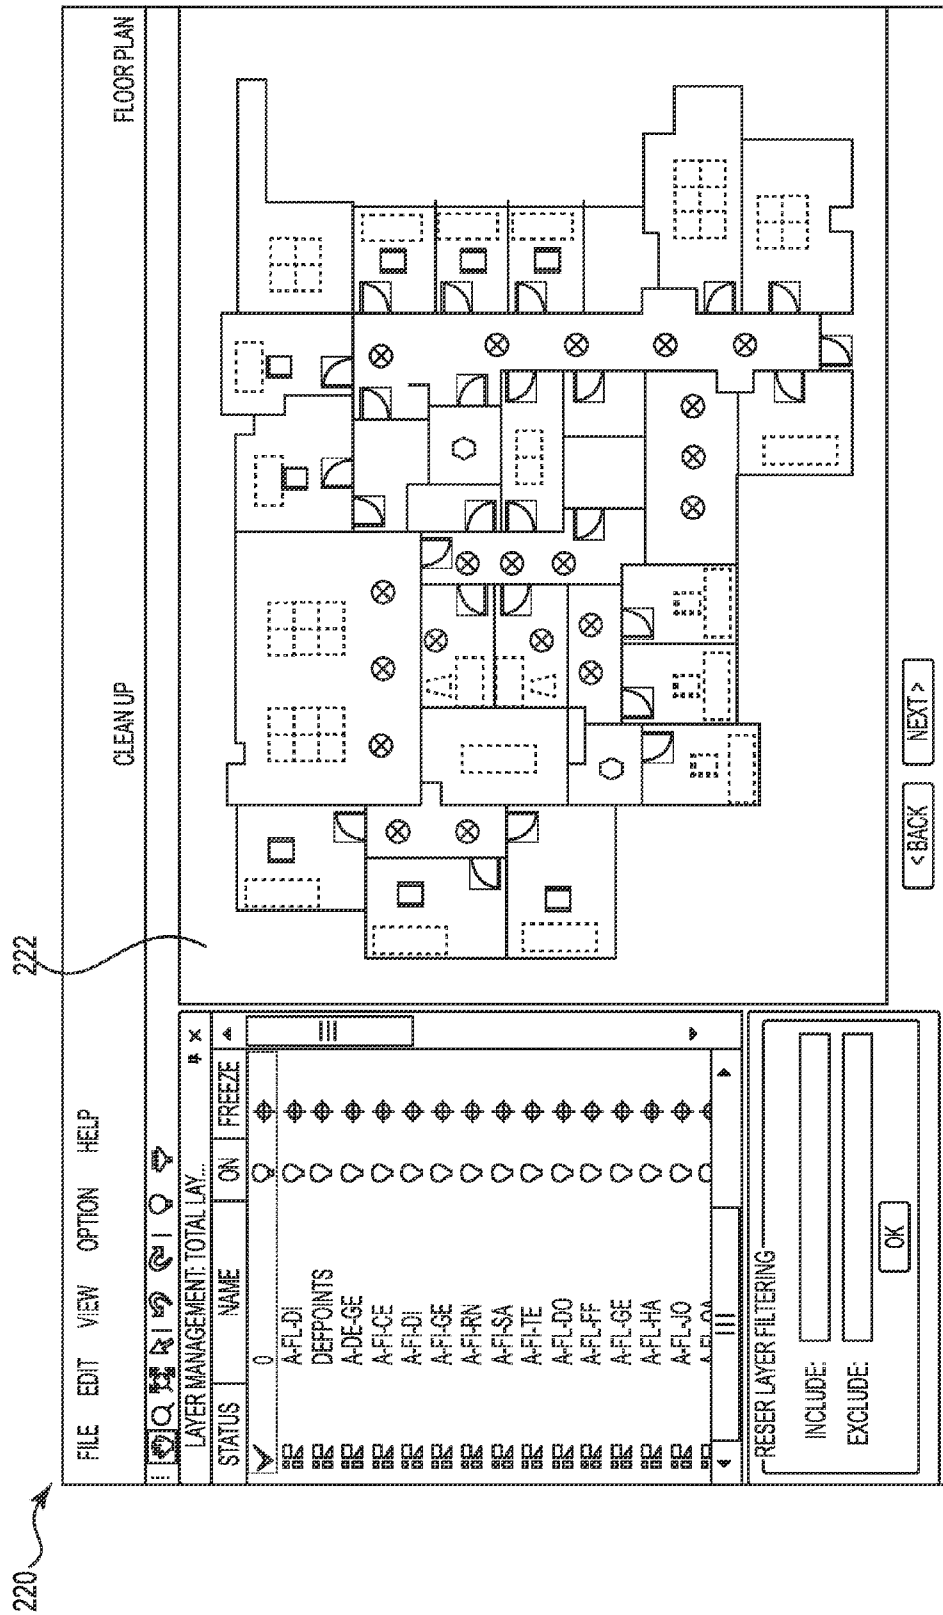 220
222
FILE EDIT VIEW OPTION HELP
CLEAN UP
FLOOR PLAN
LAYER MANAGEMENT: TOTAL LAY...
STATUS NAME ON FREEZE
0
A-FL-DI
DEFPOINTS
A-DE-GE
A-FI-CE
A-FI-DI
A-FI-GE
A-FI-RN
A-FI-SA
A-FI-TE
A-FL-DO
A-FL-FF
A-FL-GE
A-FL-HA
A-FL-JO
RESER LAYER FILTERING
INCLUDE:
EXCLUDE:
OK
< BACK NEXT >